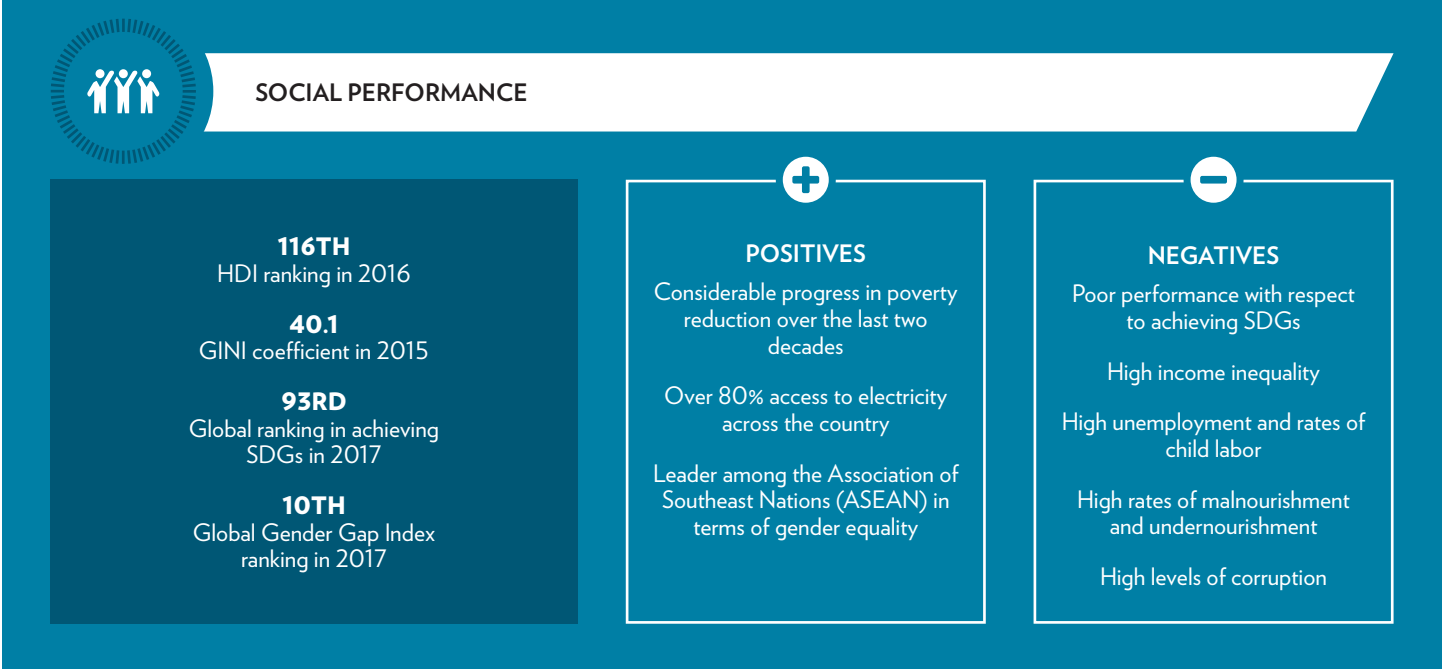 SOCIAL PERFORMANCE
116TH
HDI ranking in 2016
40.1
GINI coefficient in 2015
93RD
Global ranking in achieving
SDGs in 2017
10TH
Global Gender Gap Index
ranking in 2017
POSITIVES
Considerable progress in poverty
reduction over the last two
decades
Over 80% access to electricity
across the country
Leader among the Association of
Southeast Nations (ASEAN) in
terms of gender equality
NEGATIVES
Poor performance with respect
to achieving SDGs
High income inequality
High unemployment and rates of
child labor
High rates of malnourishment
and undernourishment
High levels of corruption